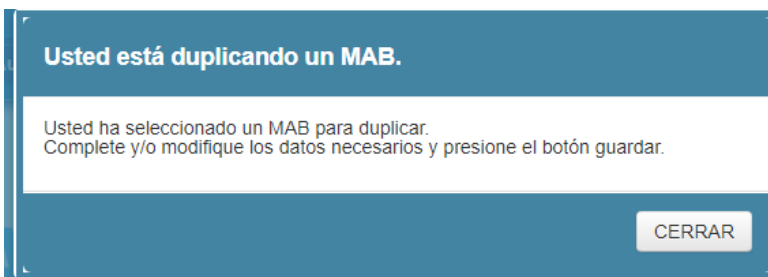 Usted está duplicando un MAB.
Usted ha seleccionado un MAB para duplicar.
Complete y/o modifique los datos necesarios y presione el botón guardar.
CERRAR